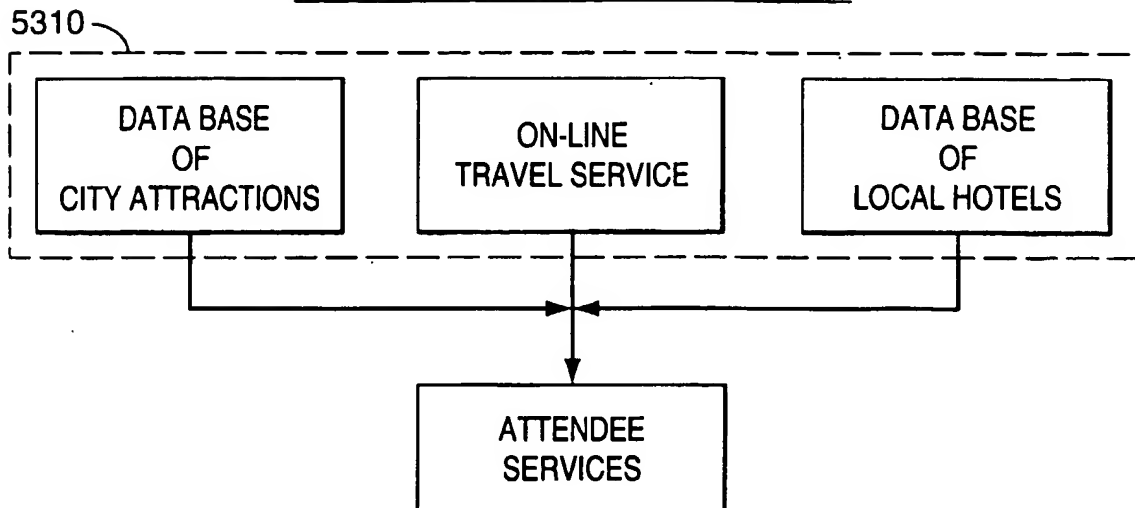 5310
DATA BASE
OF
CITY ATTRACTIONS
ON-LINE
TRAVEL SERVICE
DATA BASE
OF
LOCAL HOTELS
ATTENDEE
SERVICES